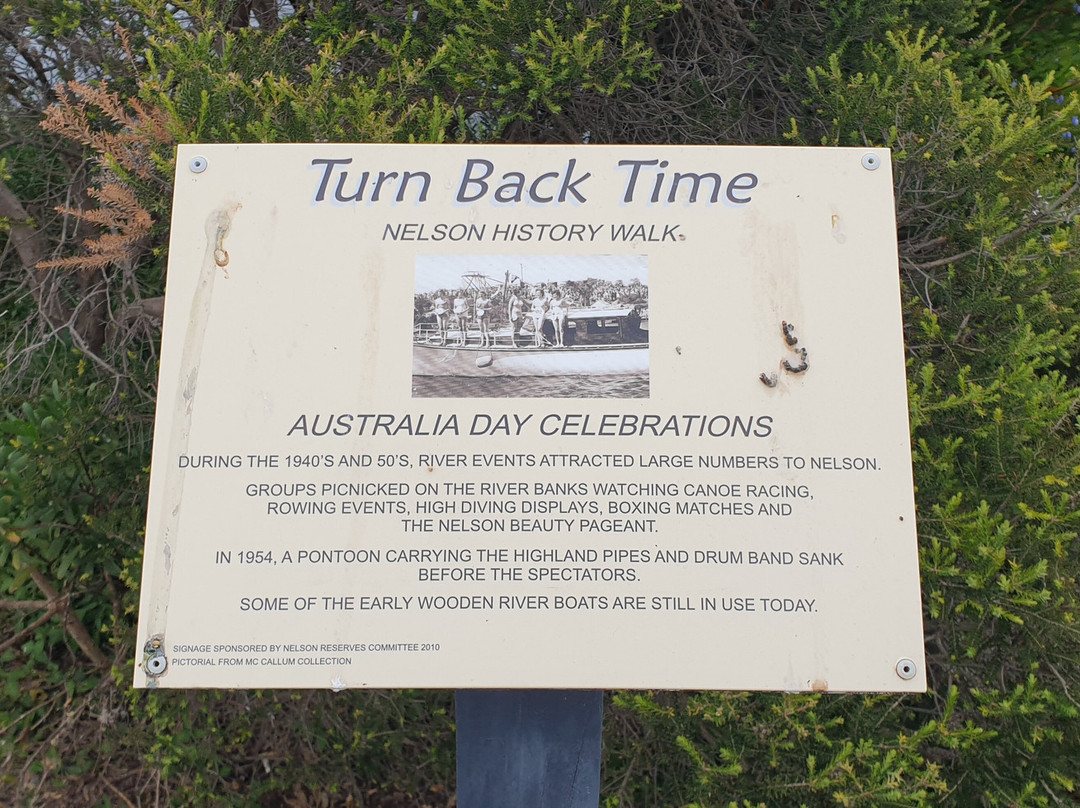 Turn Back Time
NELSON HISTORY WALK
AUSTRALIA DAY CELEBRATIONS
DURING THE 1940'S AND 50'S, RIVER EVENTS ATTRACTED LARGE NUMBERS TO NELSON.
GROUPS PICNICKED ON THE RIVER BANKS WATCHING CANOE RACING,
ROWING EVENTS, HIGH DIVING DISPLAYS, BOXING MATCHES AND
THE NELSON BEAUTY PAGEANT.
IN 1954, A PONTOON CARRYING THE HIGHLAND PIPES AND DRUM BAND SANK
BEFORE THE SPECTATORS.
SOME OF THE EARLY WOODEN RIVER BOATS ARE STILL IN USE TODAY.
SIGNAGE SPONSORED BY NELSON RESERVES COMMITTEE 2010
PICTORIAL FROM MC CALLUM COLLECTION